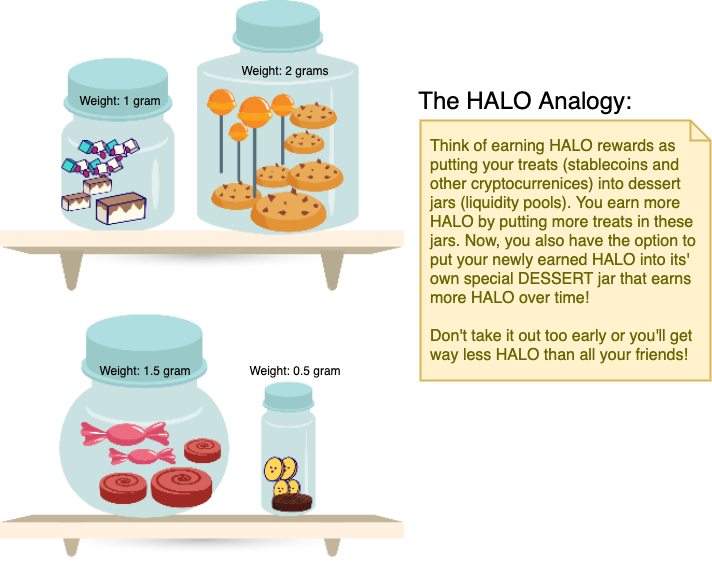 Weight: 2 grams
Weight: 1 gram
The HALO Analogy:
Think of earning HALO rewards as
putting your treats (stablecoins and
other cryptocurrenices) into dessert
jars (liquidity pools). You earn more
HALO by putting more treats in these
jars. Now, you also have the option to
put your newly earned HALO into its'
own special DESSERT jar that earns
more HALO over time!
Don't take it out too early or you'll get
way less HALO than all your friends!
Weight: 1.5 gram
Weight: 0.5 gram